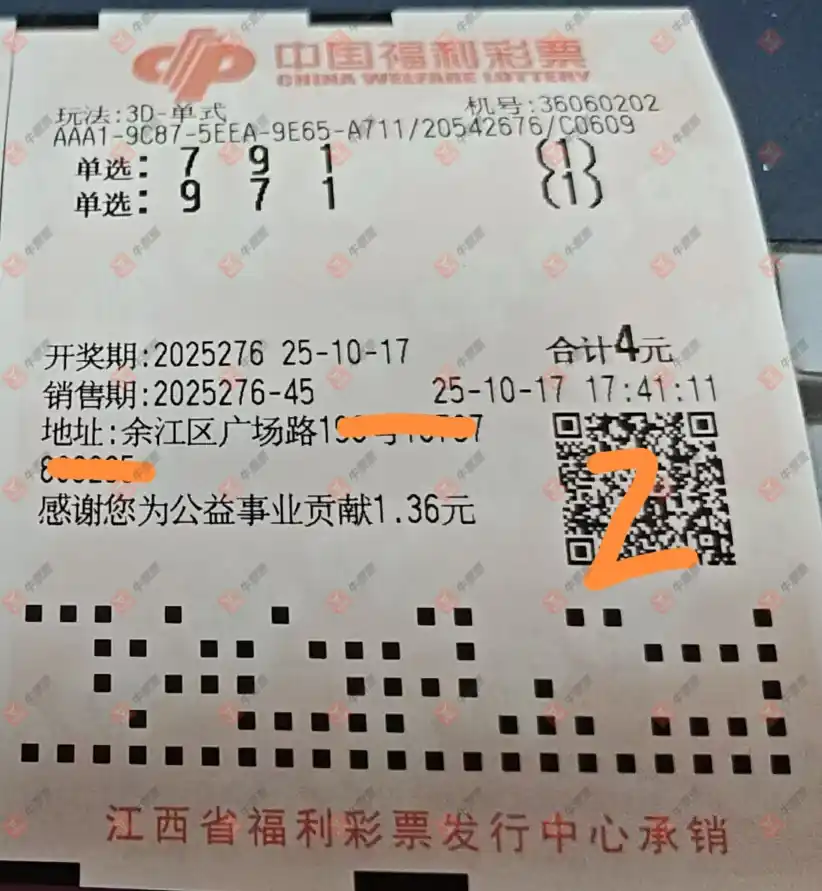 中国福利彩票
CHINA WELFARE LOTTERY
玩法:3D-单式 机号:36060202
AAA1-9C87-5EEA-9E65-A711/20542676/C0609
单选: 7 9 1 {1}
单选: 9 7 1 {1}
开奖期:2025276 25-10-17 合计4元
销售期:2025276-45 25-10-17 17:41:11
地址:余江区广场路
感谢您为公益事业贡献1.36元
Z
江西省福利彩票发行中心承销